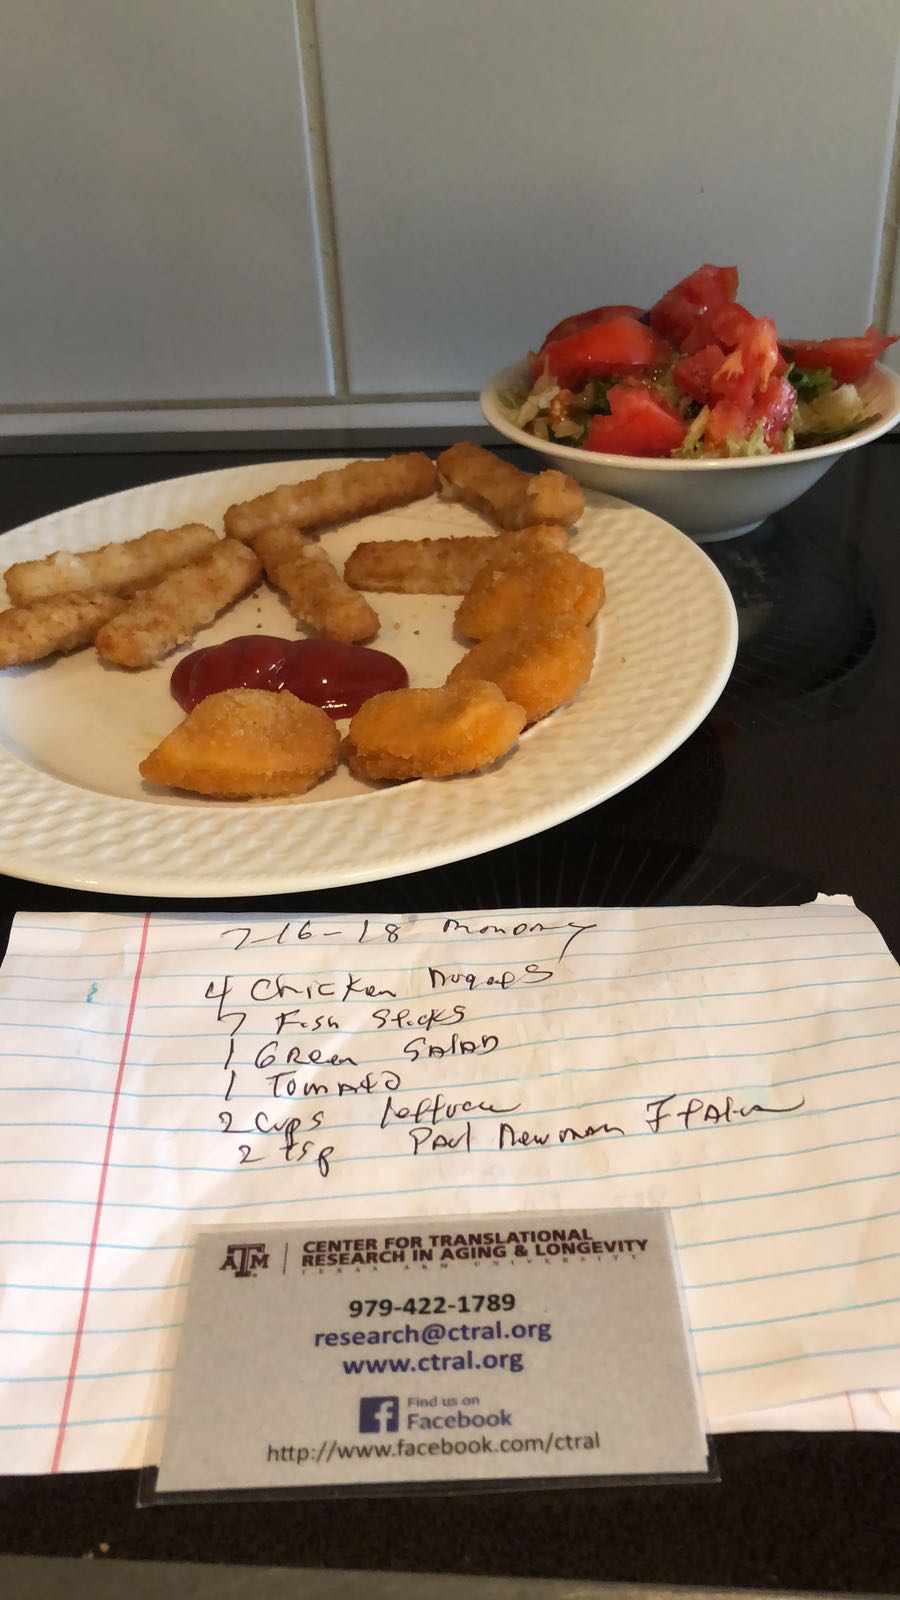 7-16-18 Monday
4 Chicken Nugets
7 Fish Sticks
1 Green Salad
1 Tomato
2 Cups Lettuce
2 tsp Paul Newman Italian
ATM | CENTER FOR TRANSLATIONAL
RESEARCH IN AGING & LONGEVITY
TEXAS A&M UNIVERSITY
979-422-1789
research@ctral.org
www.ctral.org
f Find us on
Facebook
http://www.facebook.com/ctral